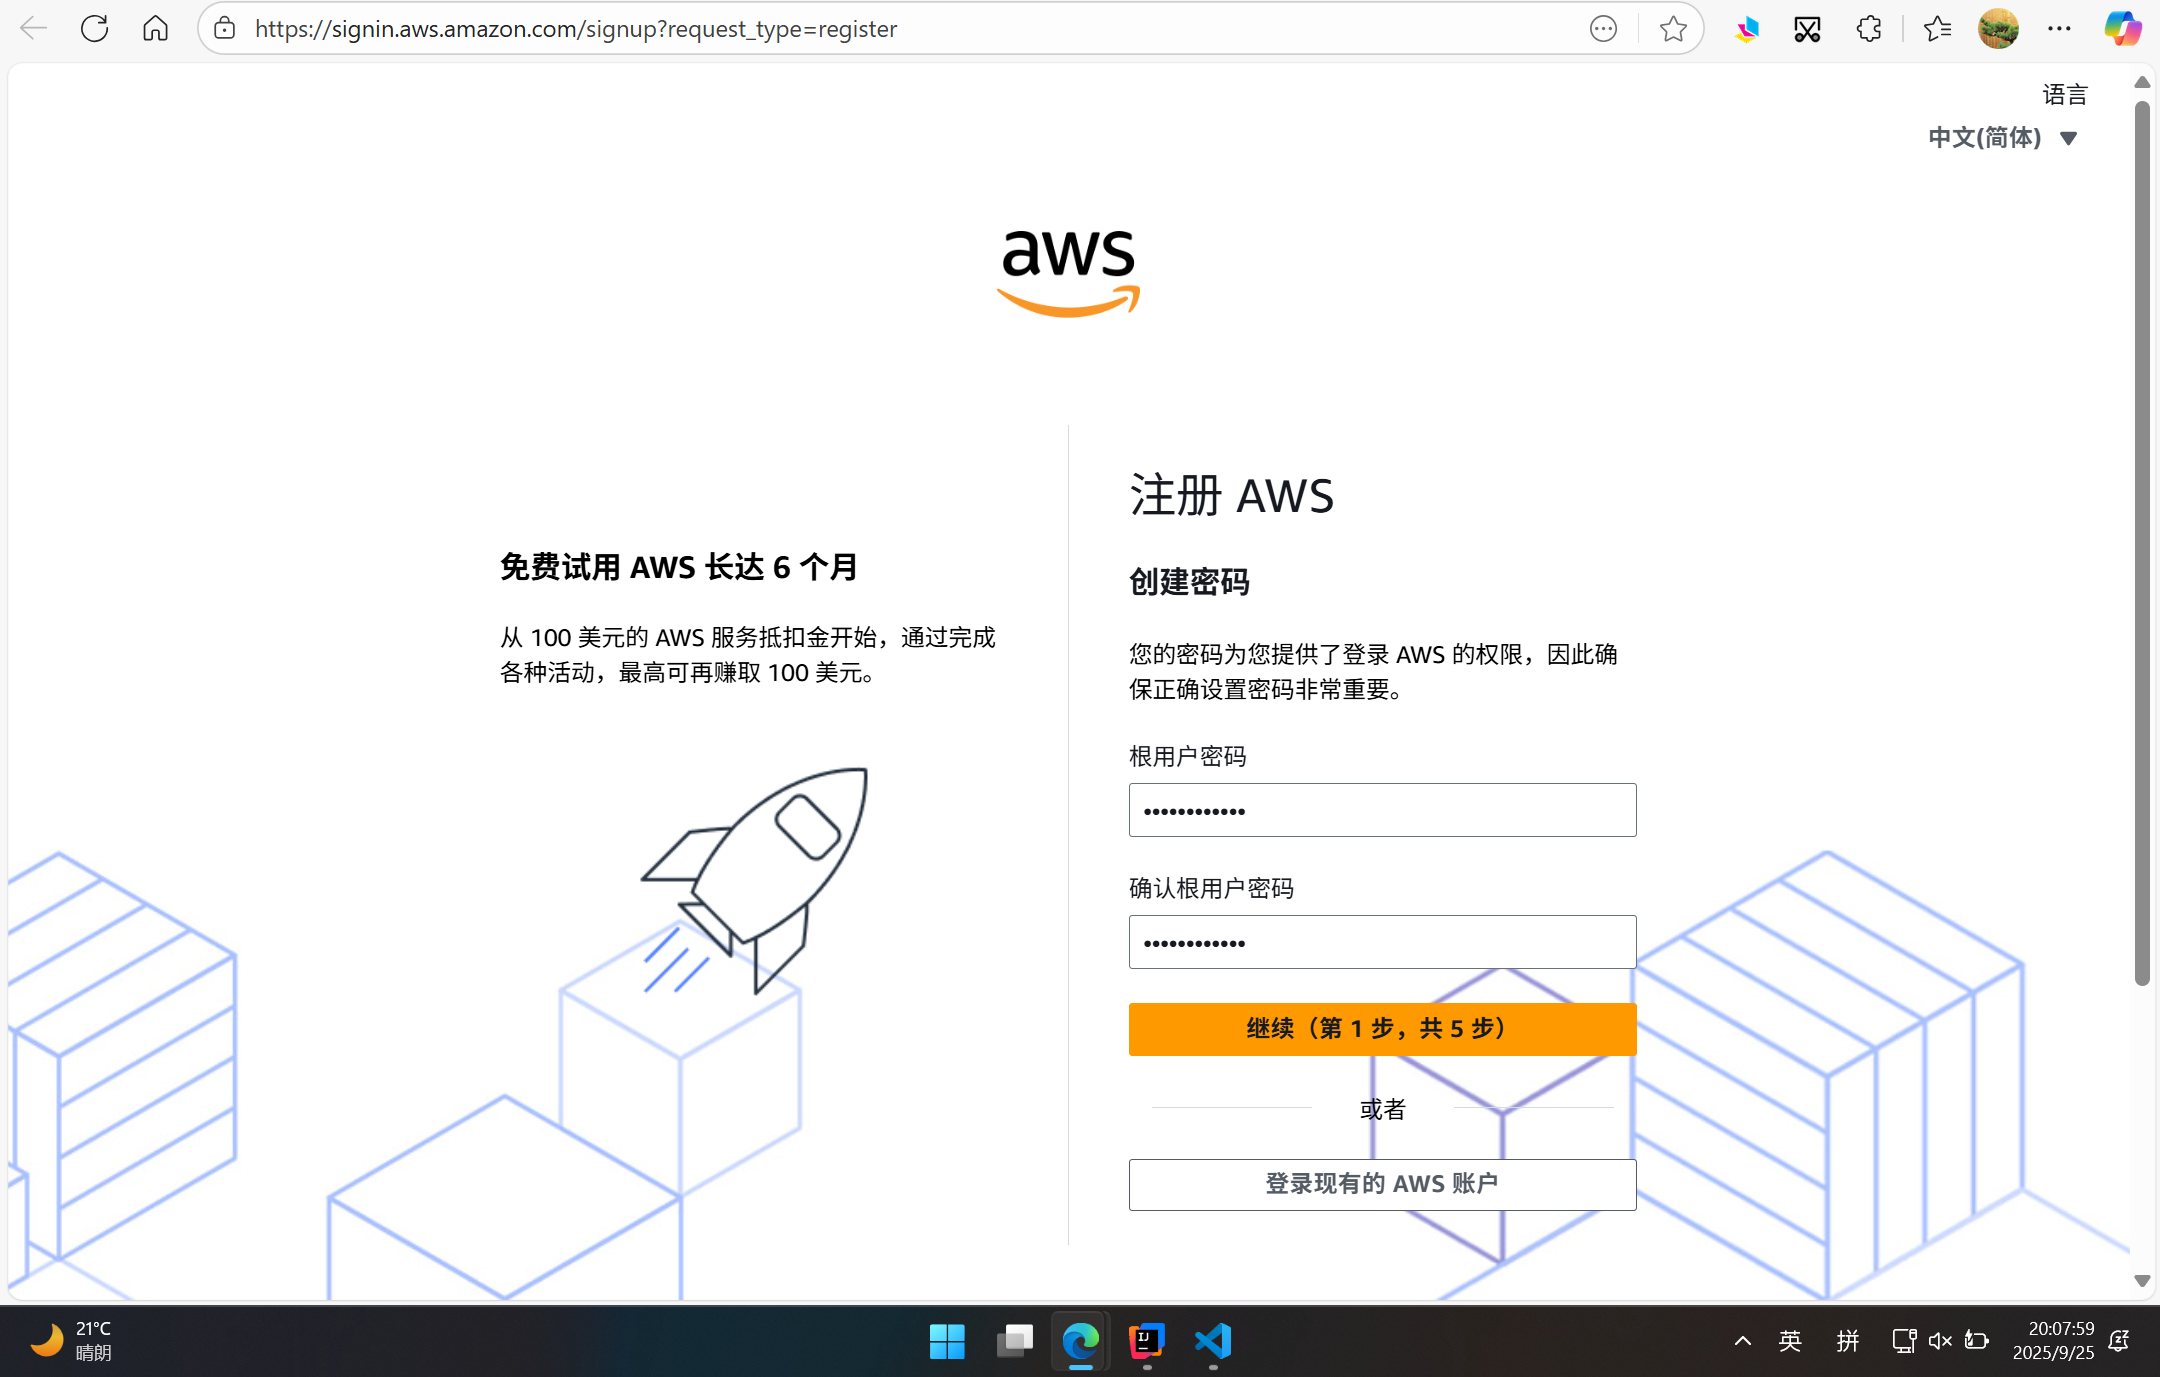 https://signin.aws.amazon.com/signup?request_type=register
语言
中文(简体)
aws
免费试用 AWS 长达 6 个月
从 100 美元的 AWS 服务抵扣金开始，通过完成
各种活动，最高可再赚取 100 美元。
注册 AWS
创建密码
您的密码为您提供了登录 AWS 的权限，因此确
保正确设置密码非常重要。
根用户密码
••••••••••••
确认根用户密码
••••••••••••
继续（第 1 步，共 5 步）
或者
登录现有的 AWS 账户
21°C
晴朗
IJ
英
拼
20:07:59
2025/9/25